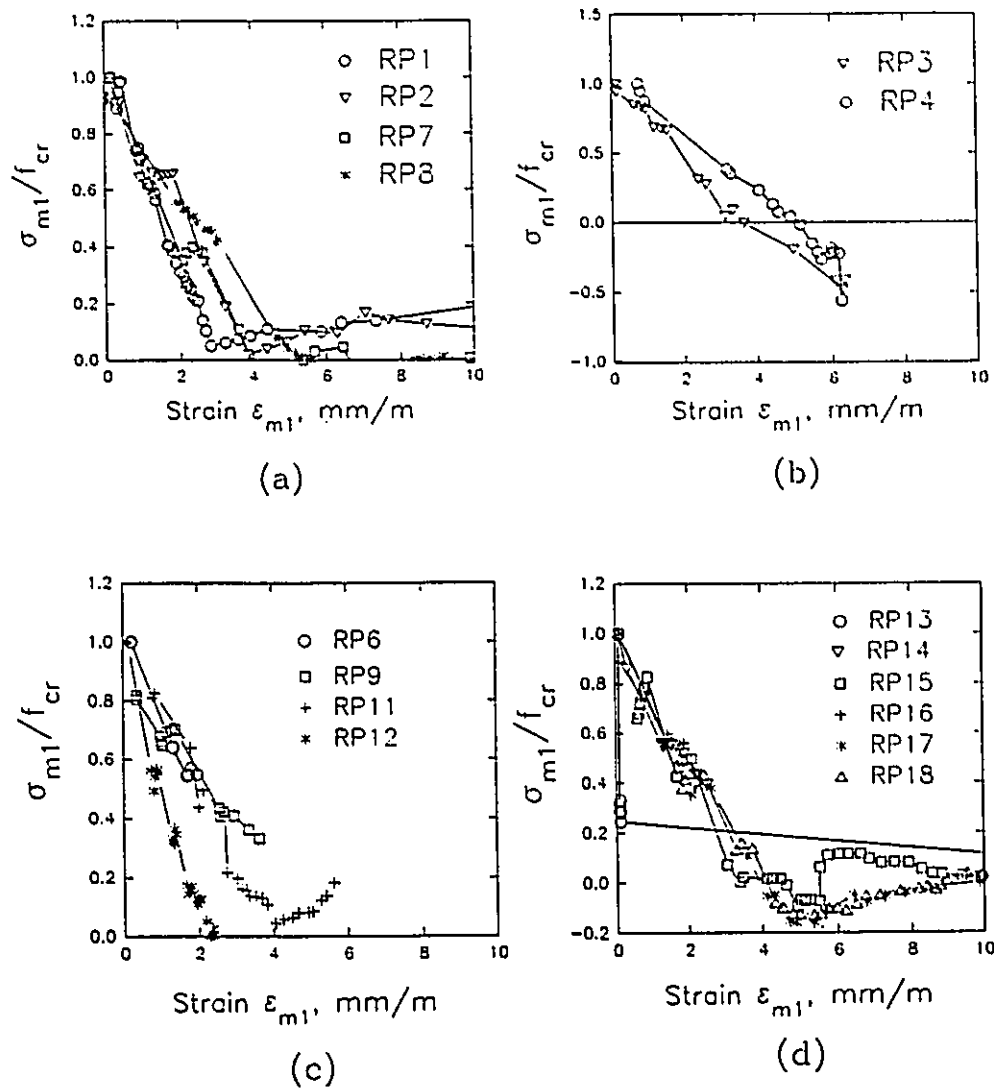 1.2
1.0
0.8
0.6
0.4
0.2
0.0
σm1/fcr
RP1
RP2
RP7
RP8
0 2 4 6 8 10
Strain εm1, mm/m
(a)
1.5
1.0
0.5
0.0
−0.5
−1.0
σm1/fcr
RP3
RP4
0 2 4 6 8 10
Strain εm1, mm/m
(b)
1.2
1.0
0.8
0.6
0.4
0.2
0.0
σm1/fcr
RP6
RP9
RP11
RP12
0 2 4 6 8 10
Strain εm1, mm/m
(c)
1.2
1.0
0.8
0.6
0.4
0.2
0.0
−0.2
σm1/fcr
RP13
RP14
RP15
RP16
RP17
RP18
0 2 4 6 8 10
Strain εm1, mm/m
(d)